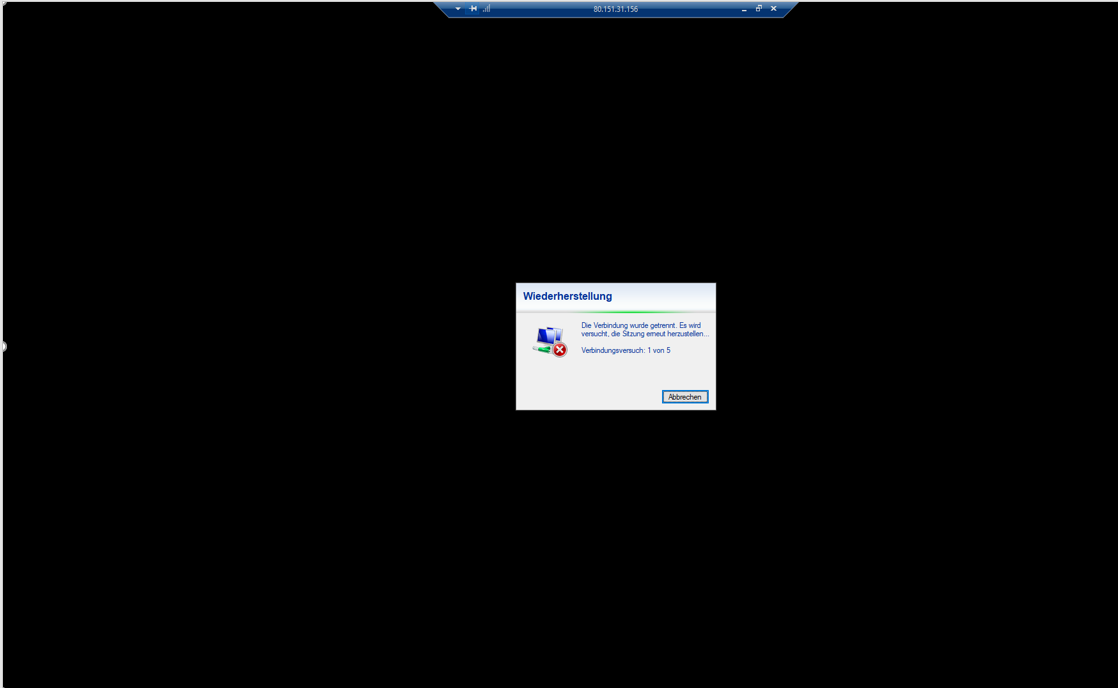 80.151.31.156
Wiederherstellung
Die Verbindung wurde getrennt. Es wird
versucht, die Sitzung erneut herzustellen...
Verbindungsversuch: 1 von 5
Abbrechen